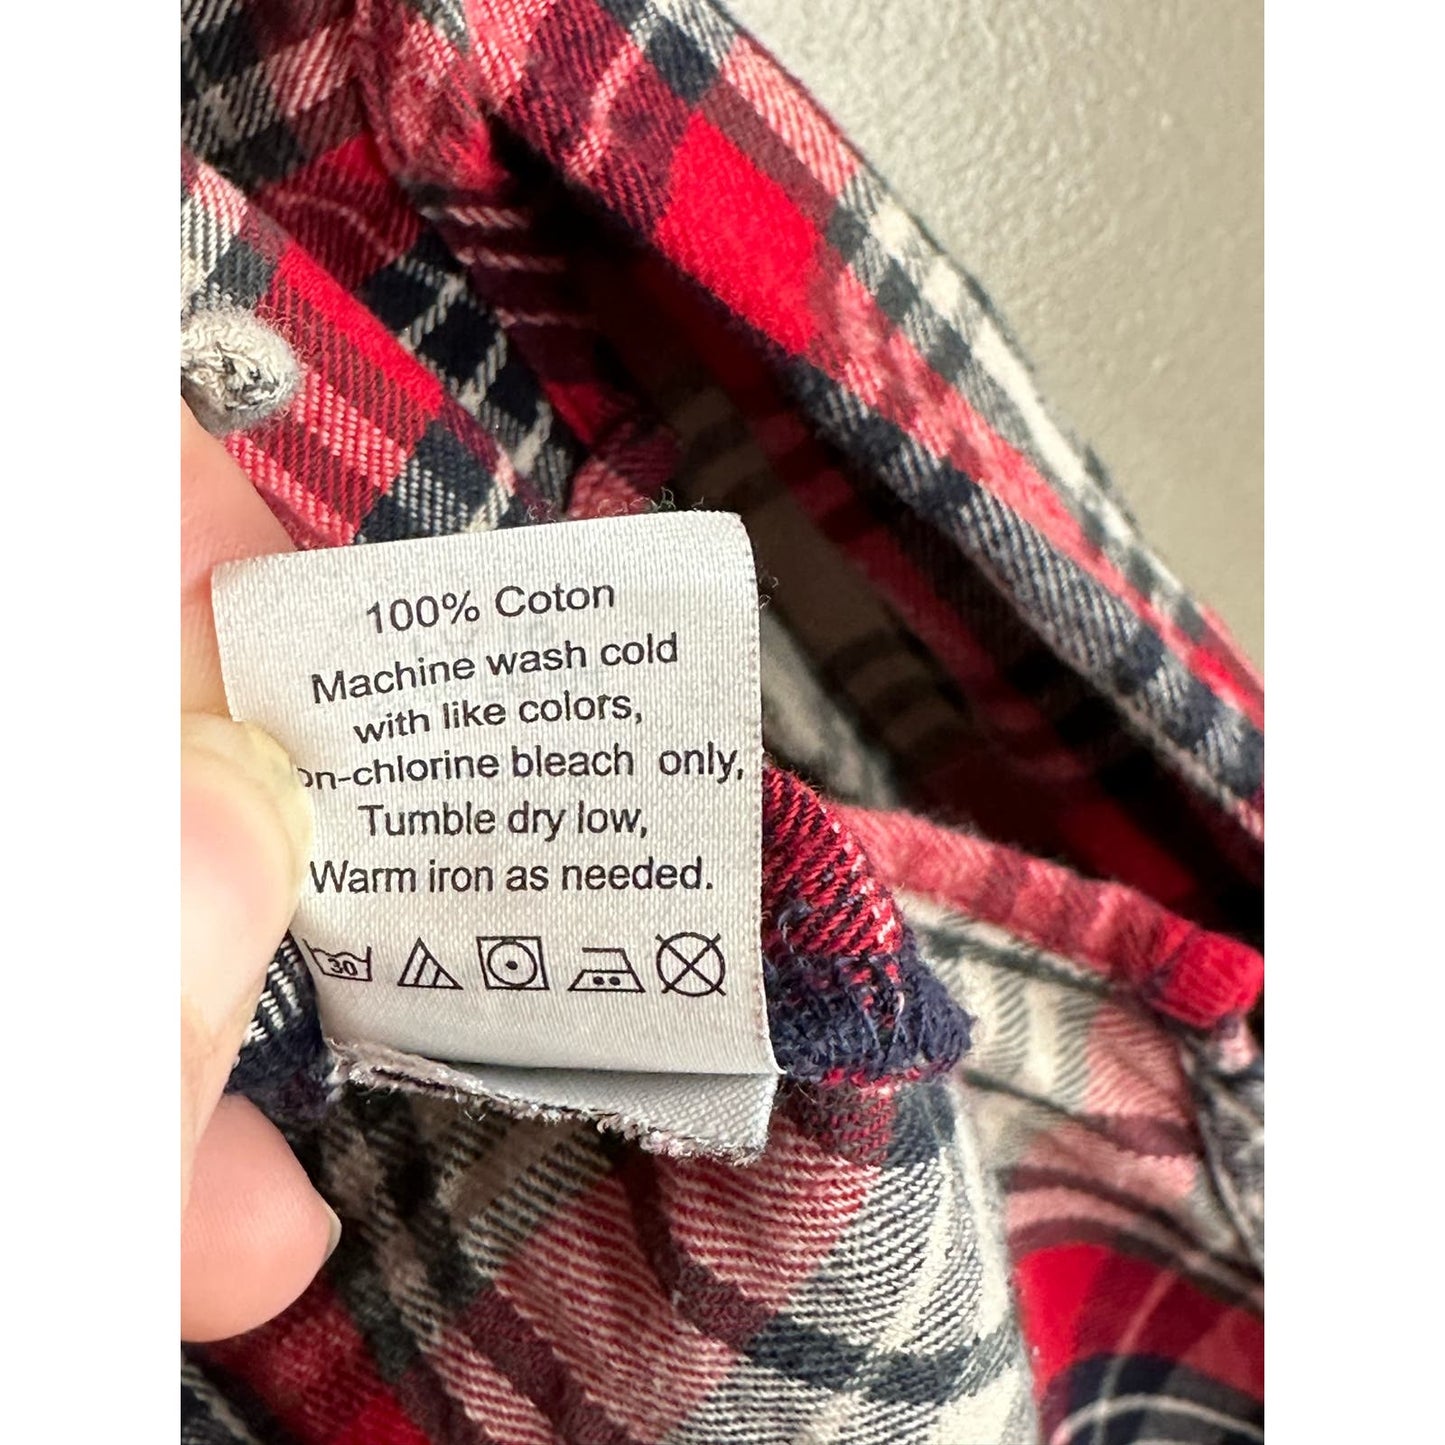 100% Coton
Machine wash cold
with like colors,
on-chlorine bleach only,
Tumble dry low,
Warm iron as needed.
30